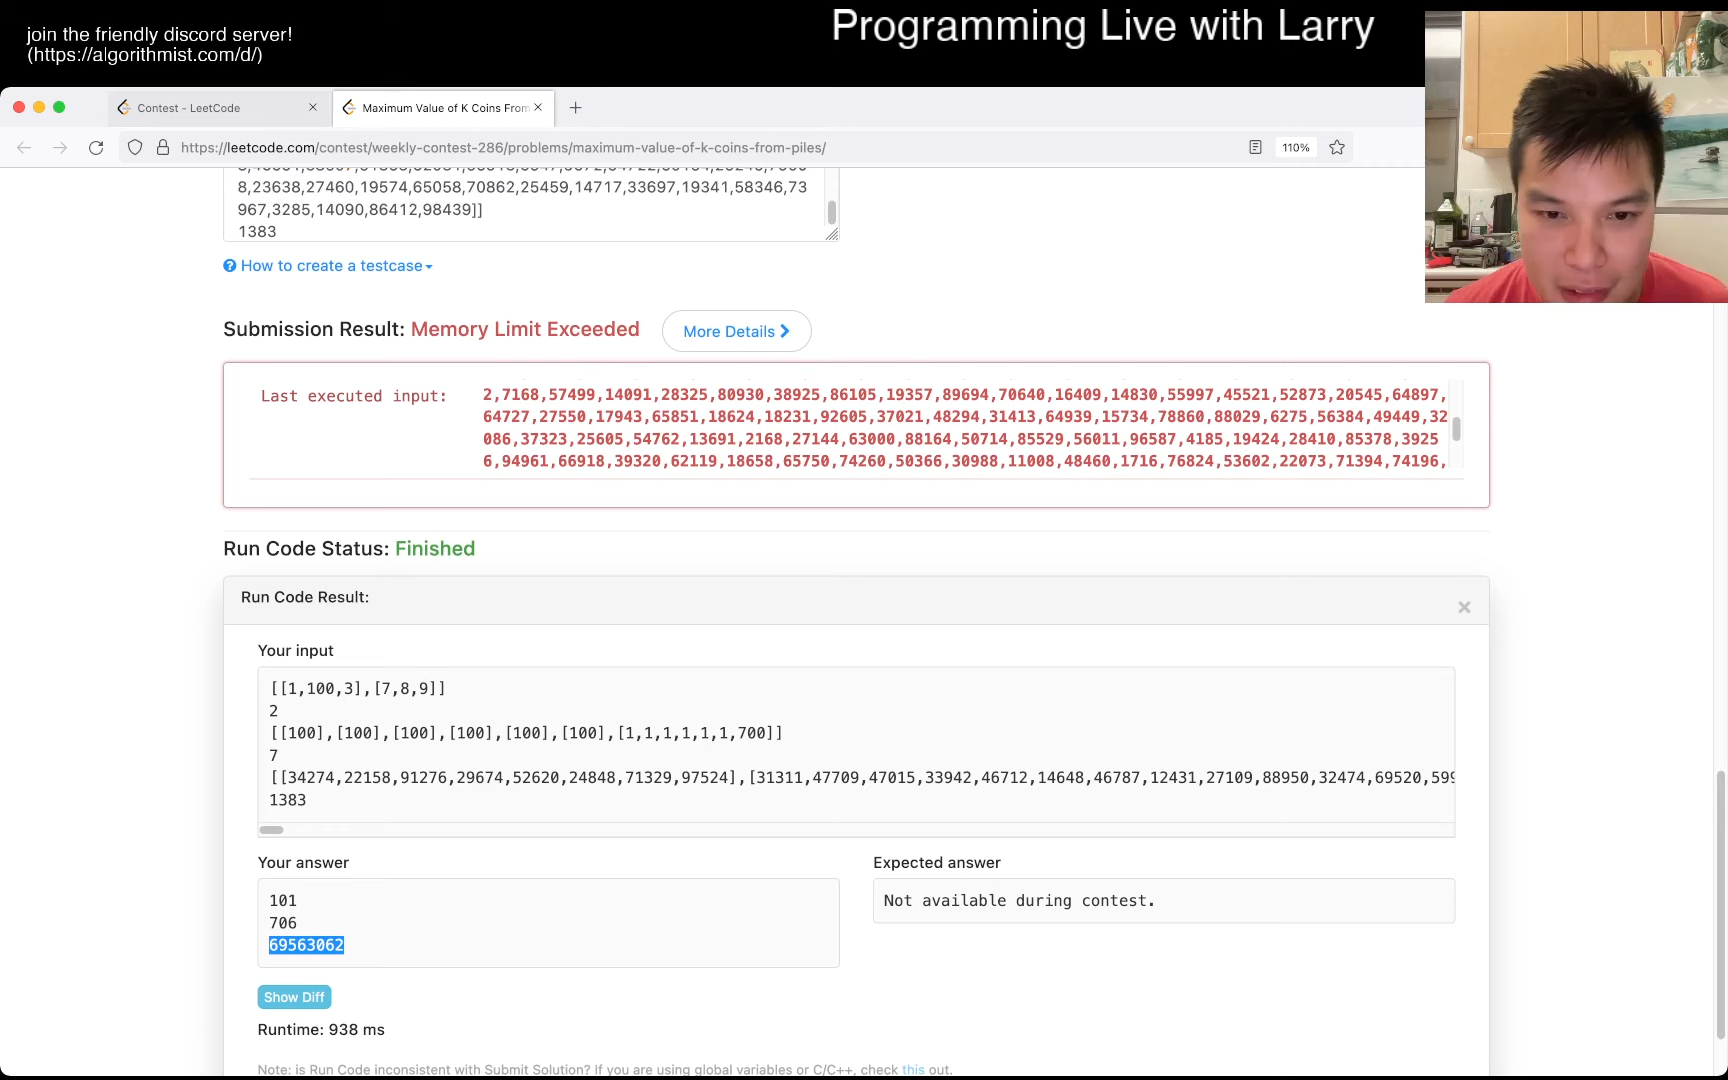 join the friendly discord server!
(https://algorithmist.com/d/)
Programming Live with Larry
Contest - LeetCode
Maximum Value of K Coins From
https://leetcode.com/contest/weekly-contest-286/problems/maximum-value-of-k-coins-from-piles/
110%
8,23638,27460,19574,65058,70862,25459,14717,33697,19341,58346,73
967,3285,14090,86412,98439]]
1383
How to create a testcase
Submission Result: Memory Limit Exceeded
More Details
Last executed input:
2,7168,57499,14091,28325,80930,38925,86105,19357,89694,70640,16409,14830,55997,45521,52873,20545,64897,
64727,27550,17943,65851,18624,18231,92605,37021,48294,31413,64939,15734,78860,88029,6275,56384,49449,32
086,37323,25605,54762,13691,2168,27144,63000,88164,50714,85529,56011,96587,4185,19424,28410,85378,3925
6,94961,66918,39320,62119,18658,65750,74260,50366,30988,11008,48460,1716,76824,53602,22073,71394,74196,
Run Code Status: Finished
Run Code Result:
Your input
[[1,100,3],[7,8,9]]
2
[[100],[100],[100],[100],[100],[100],[1,1,1,1,1,1,700]]
7
[[34274,22158,91276,29674,52620,24848,71329,97524],[31311,47709,47015,33942,46712,14648,46787,12431,27109,88950,32474,69520,599
1383
Your answer
101
706
69563062
Expected answer
Not available during contest.
Show Diff
Runtime: 938 ms
Note: is Run Code inconsistent with Submit Solution? If you are using global variables or C/C++, check this out.